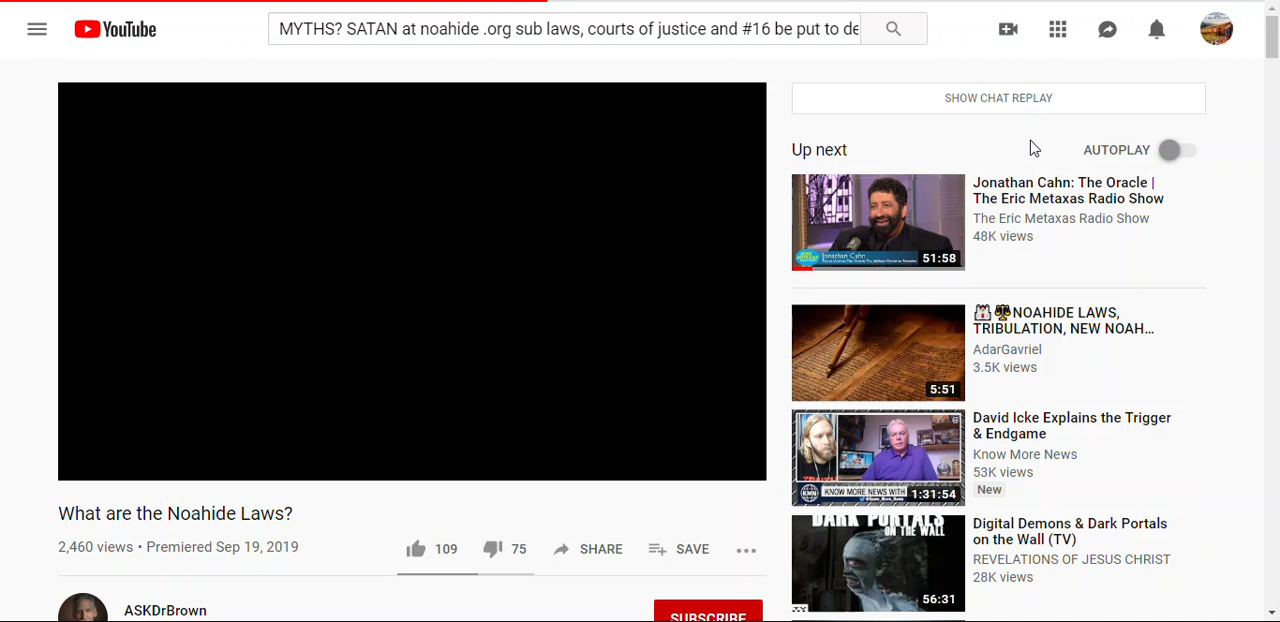 YouTube
MYTHS? SATAN at noahide .org sub laws, courts of justice and #16 be put to de
SHOW CHAT REPLAY
Up next
AUTOPLAY
Jonathan Cahn: The Oracle |
The Eric Metaxas Radio Show
The Eric Metaxas Radio Show
48K views
Jonathan Cahn
51:58
NOAHIDE LAWS,
TRIBULATION, NEW NOAH...
AdarGavriel
3.5K views
5:51
David Icke Explains the Trigger
& Endgame
Know More News
53K views
New
KMN
KNOW MORE NEWS WITH
1:31:54
Digital Demons & Dark Portals
on the Wall (TV)
REVELATIONS OF JESUS CHRIST
28K views
DARK PORTALS
ON THE WALL
56:31
What are the Noahide Laws?
2,460 views • Premiered Sep 19, 2019
109
75
SHARE
SAVE
ASKDrBrown
SUBSCRIBE